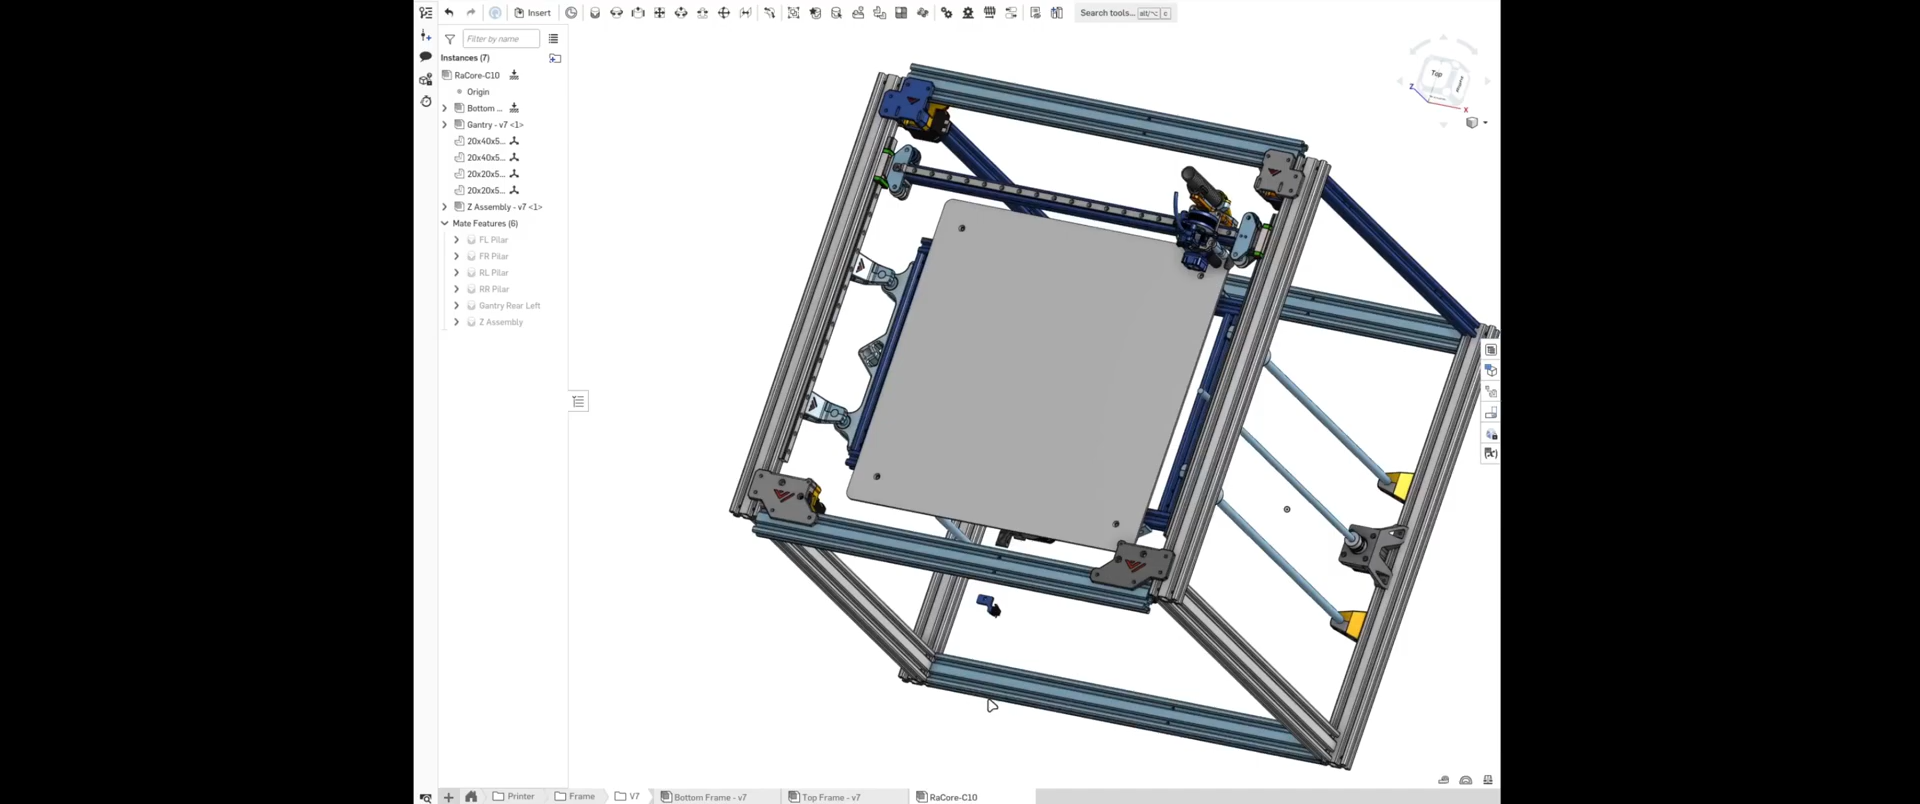 Insert
Search tools... alt/⌥ c
Filter by name
Instances (7)
RaCore-C10
Origin
Bottom ...
Gantry - v7 <1>
20x40x5...
20x40x5...
20x20x5...
20x20x5...
Z Assembly - v7 <1>
Mate Features (6)
FL Pilar
FR Pilar
RL Pilar
RR Pilar
Gantry Rear Left
Z Assembly
Top
Z
X
Printer
Frame
V7
Bottom Frame - v7
Top Frame - v7
RaCore-C10